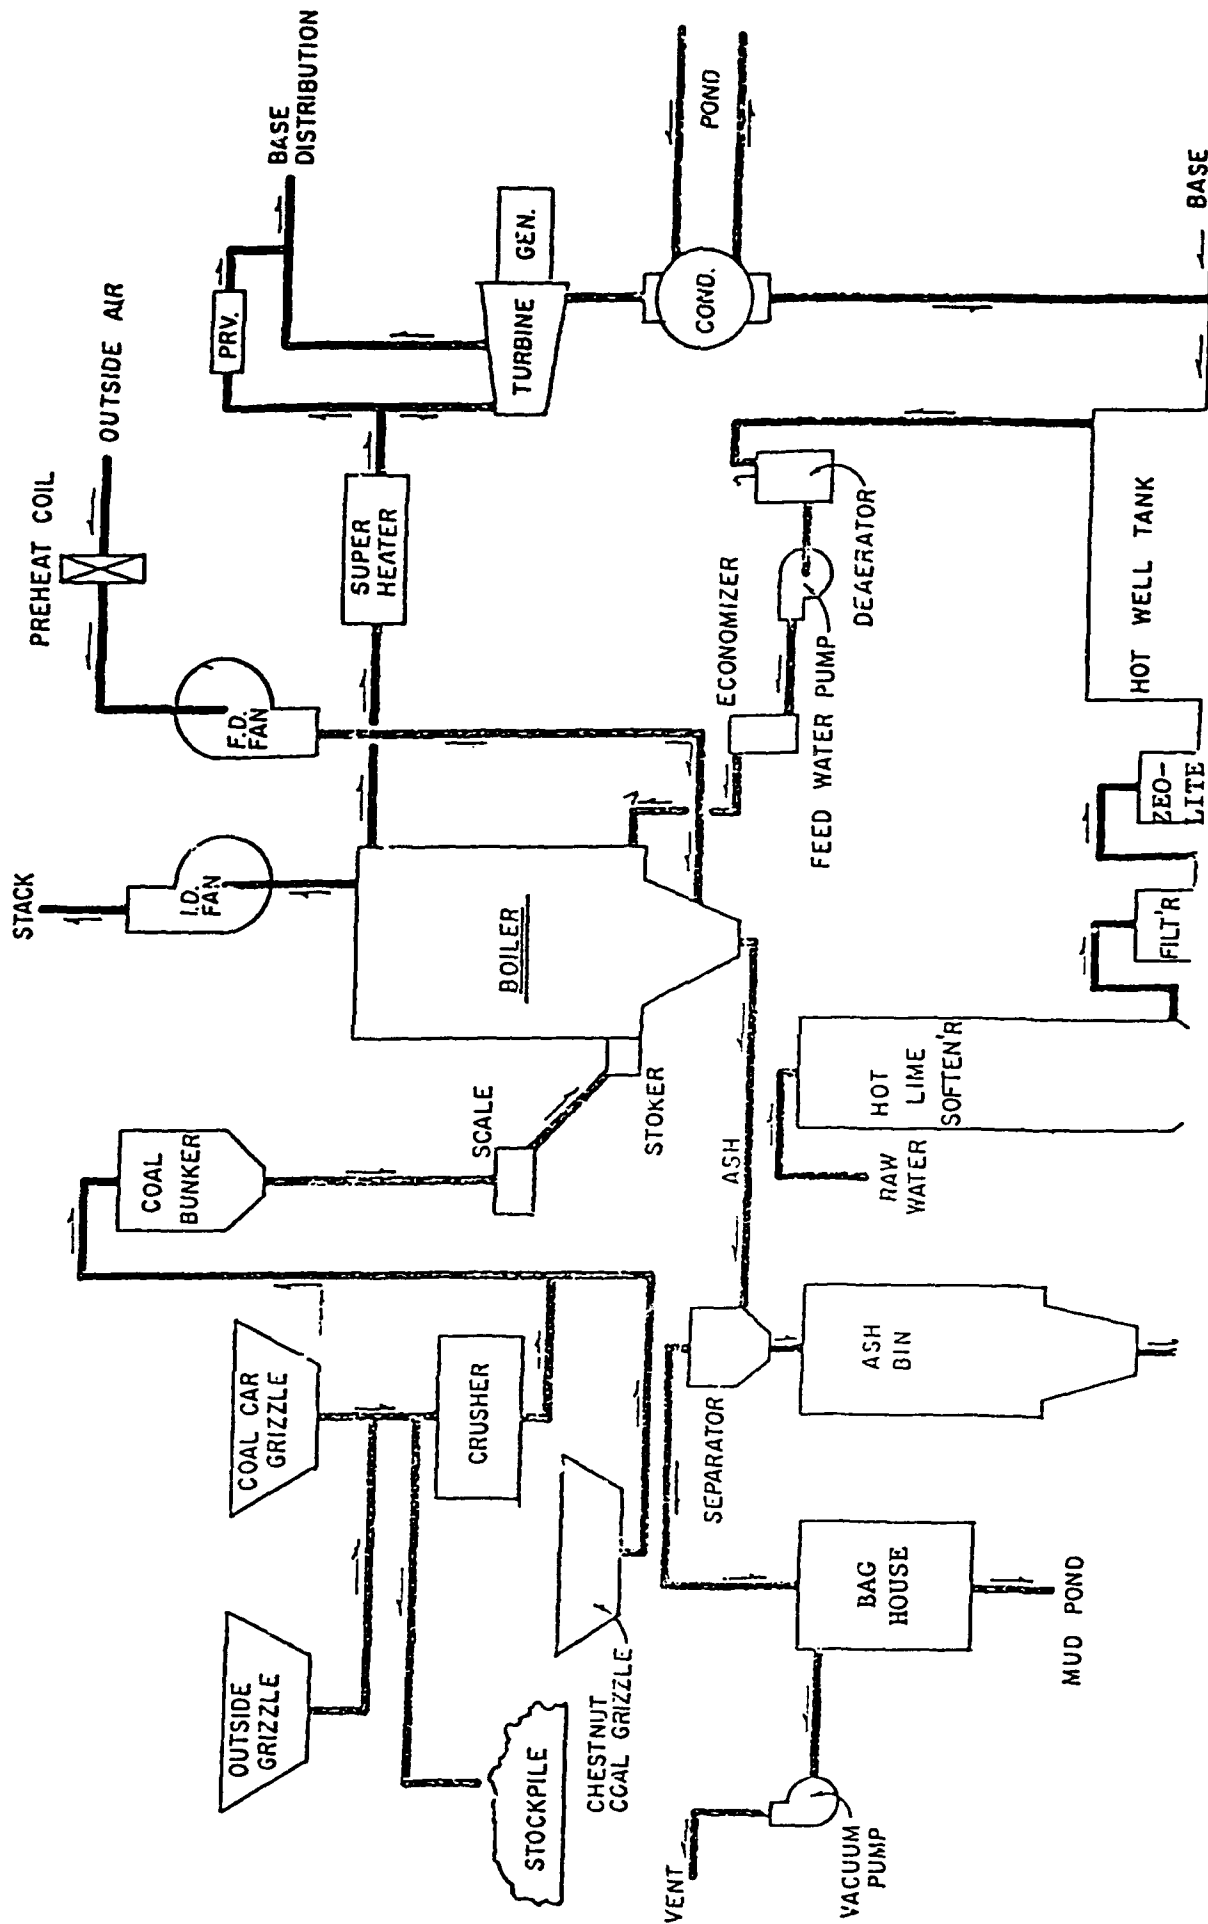 OUTSIDE
GRIZZLE
COAL CAR
GRIZZLE
COAL
BUNKER
STACK
I.D.
FAN
F.D.
FAN
PREHEAT COIL
OUTSIDE AIR
PRV.
BASE
DISTRIBUTION
STOCKPILE
CRUSHER
SCALE
STOKER
BOILER
SUPER
HEATER
TURBINE
GEN.
CHESTNUT
COAL GRIZZLE
COND.
POND
VENT
VACUUM
PUMP
BAG
HOUSE
MUD POND
SEPARATOR
ASH
ASH
BIN
RAW
WATER
HOT
LIME
SOFTEN'R
FILT'R
ZEO-
LITE
ECONOMIZER
FEED WATER PUMP
DEAERATOR
HOT WELL TANK
BASE